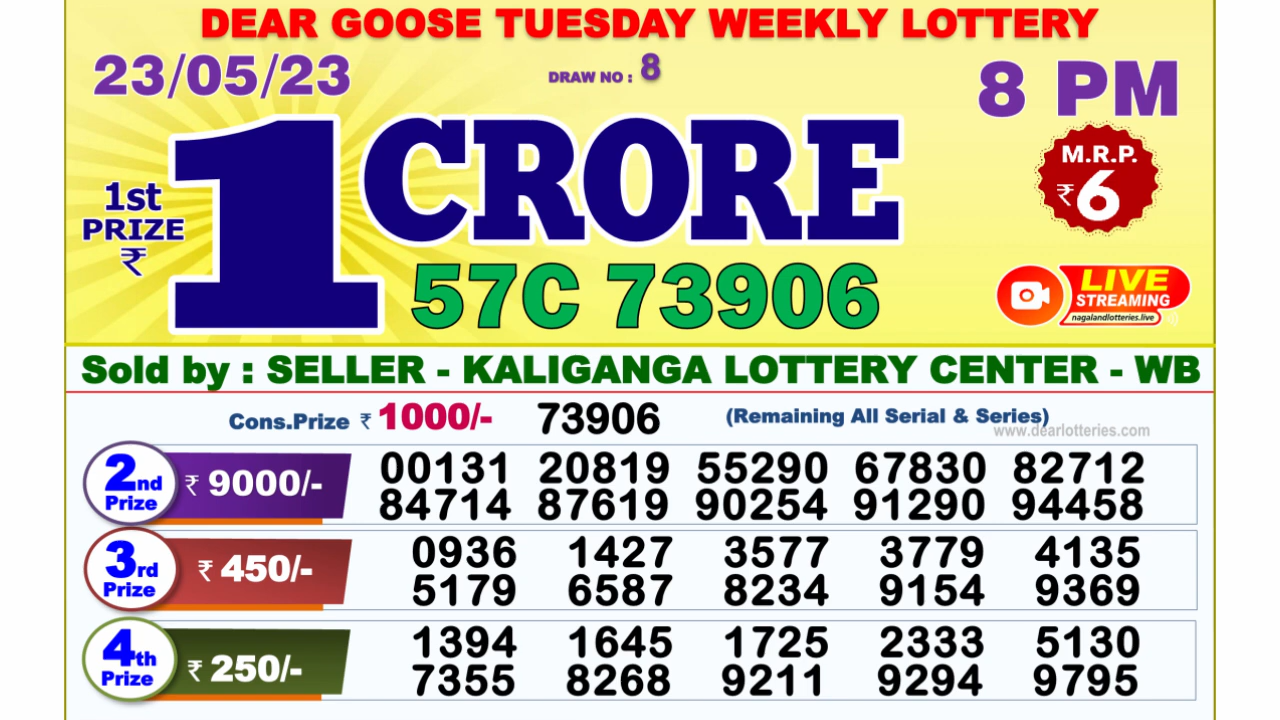 DEAR GOOSE TUESDAY WEEKLY LOTTERY
23/05/23 DRAW NO : 8 8 PM
1st PRIZE ₹ 1 CRORE
M.R.P. ₹ 6
57C 73906
LIVE STREAMING
nagalandlotteries.live
Sold by : SELLER - KALIGANGA LOTTERY CENTER - WB
Cons.Prize ₹ 1000/- 73906 (Remaining All Serial & Series)
www.dearlotteries.com
2nd Prize ₹ 9000/- 00131 20819 55290 67830 82712
84714 87619 90254 91290 94458
3rd Prize ₹ 450/- 0936 1427 3577 3779 4135
5179 6587 8234 9154 9369
4th Prize ₹ 250/- 1394 1645 1725 2333 5130
7355 8268 9211 9294 9795